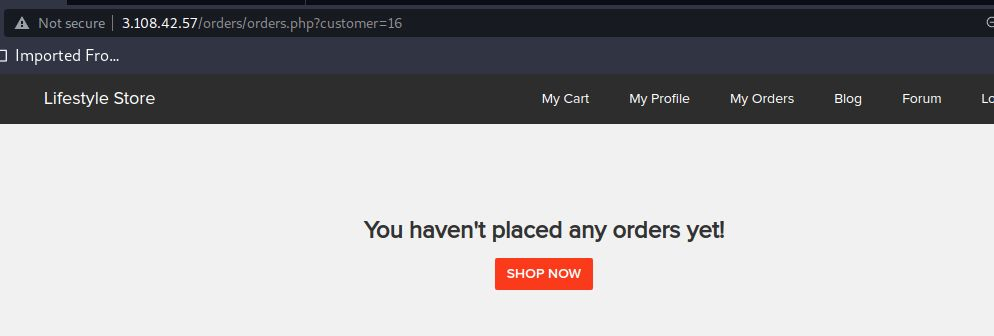 Not secure 3.108.42.57/orders/orders.php?customer=16
Imported Fro...
Lifestyle Store My Cart My Profile My Orders Blog Forum Lo
You haven't placed any orders yet!
SHOP NOW